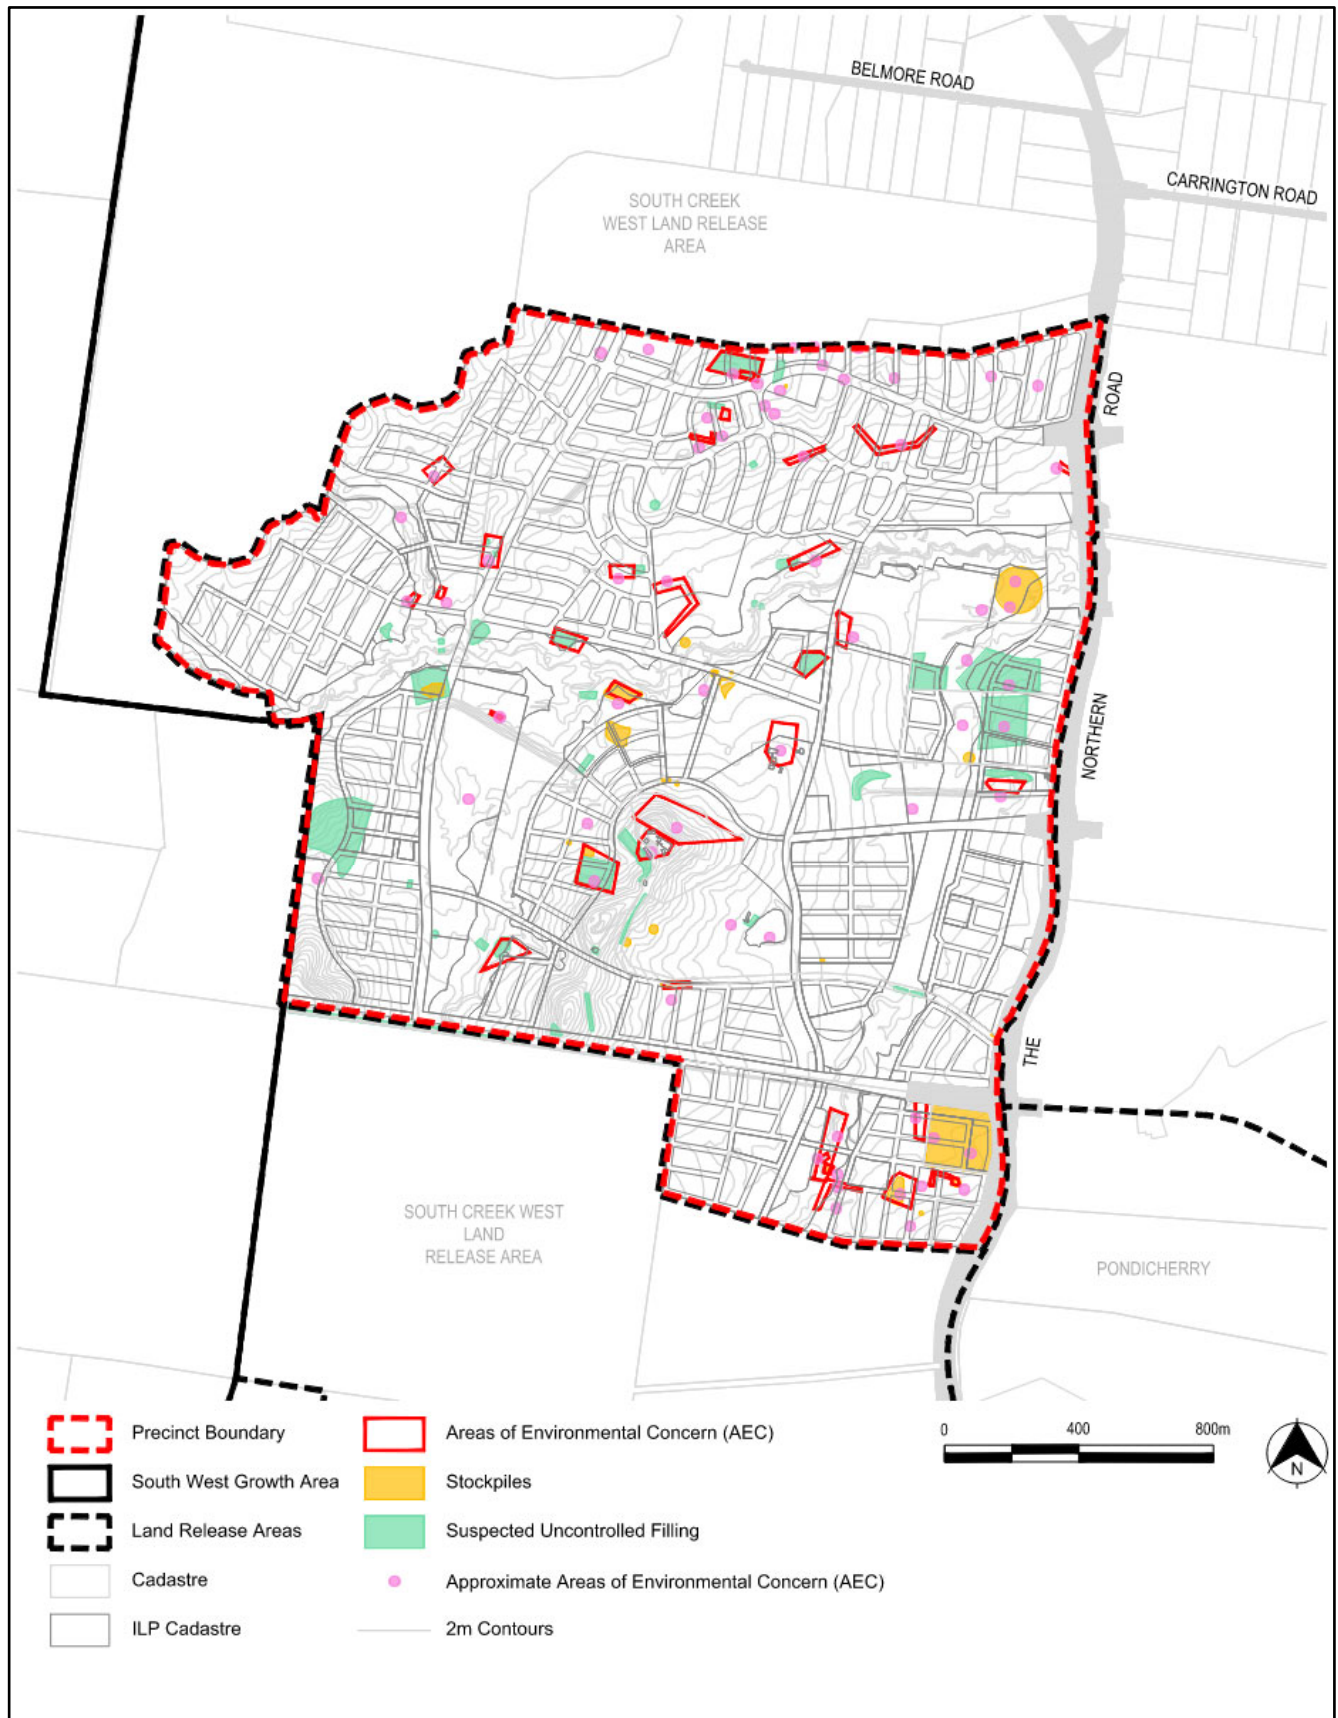 BELMORE ROAD
CARRINGTON ROAD
SOUTH CREEK
WEST LAND RELEASE
AREA
ROAD
NORTHERN
THE
SOUTH CREEK WEST
LAND
RELEASE AREA
PONDICHERRY
Precinct Boundary
South West Growth Area
Land Release Areas
Cadastre
ILP Cadastre
Areas of Environmental Concern (AEC)
Stockpiles
Suspected Uncontrolled Filling
Approximate Areas of Environmental Concern (AEC)
2m Contours
0 400 800m
N